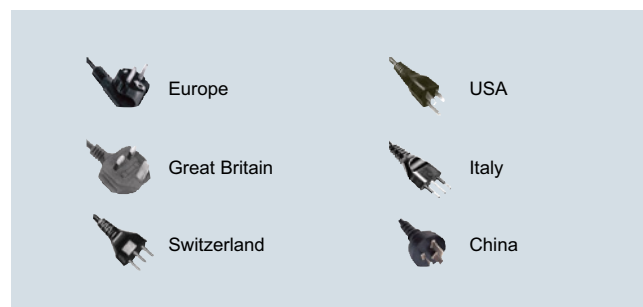 Europe
USA
Great Britain
Italy
Switzerland
China